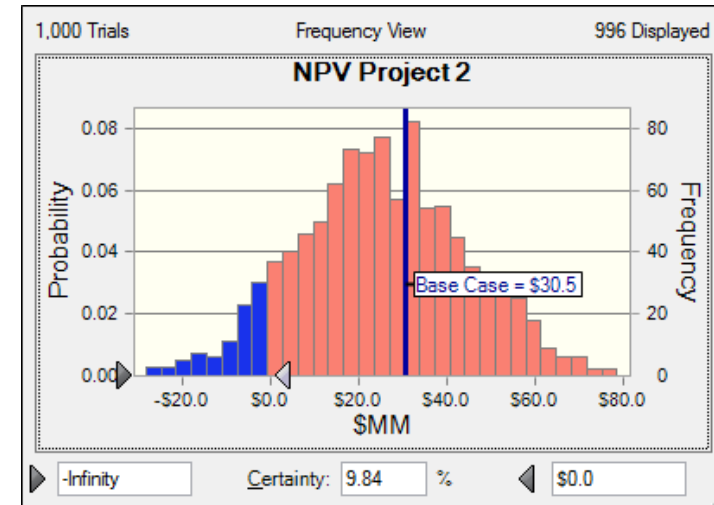 1,000 Trials Frequency View 996 Displayed
NPV Project 2
0.08 80
0.06 60
0.04 40
0.02 20
0.00 0
Probability
Frequency
Base Case = $30.5
-$20.0 $0.0 $20.0 $40.0 $60.0 $80.0
$MM
-Infinity Certainty: 9.84 % $0.0